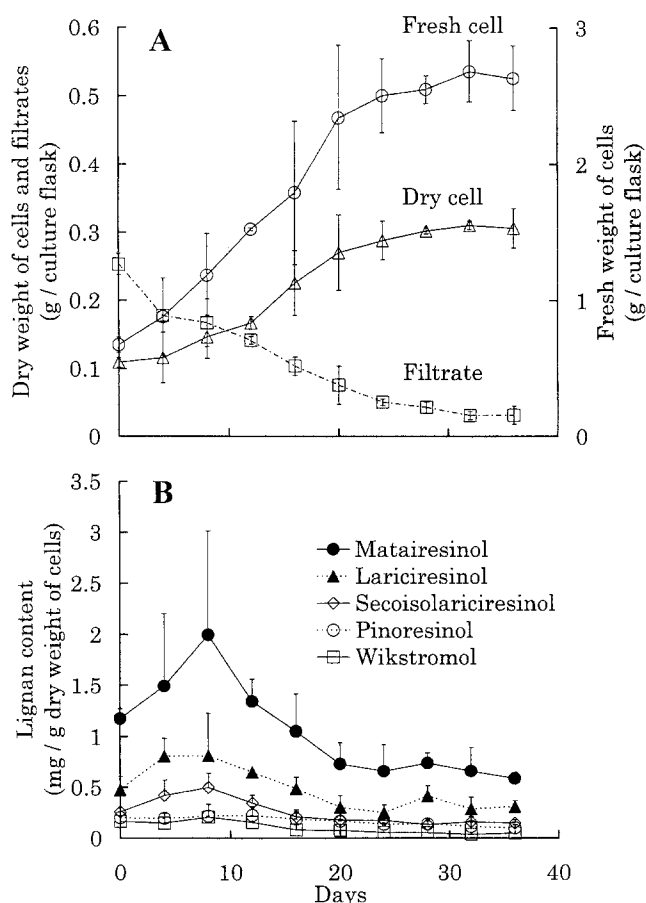 A
Fresh cell
Dry cell
Filtrate
Dry weight of cells and filtrates
(g / culture flask)
0.6
0.5
0.4
0.3
0.2
0.1
0
Fresh weight of cells
(g / culture flask)
3
2
1
0
B
Matairesinol
Lariciresinol
Secoisolariciresinol
Pinoresinol
Wikstromol
Lignan content
(mg / g dry weight of cells)
3.5
3
2.5
2
1.5
1
0.5
0
0 10 20 30 40
Days